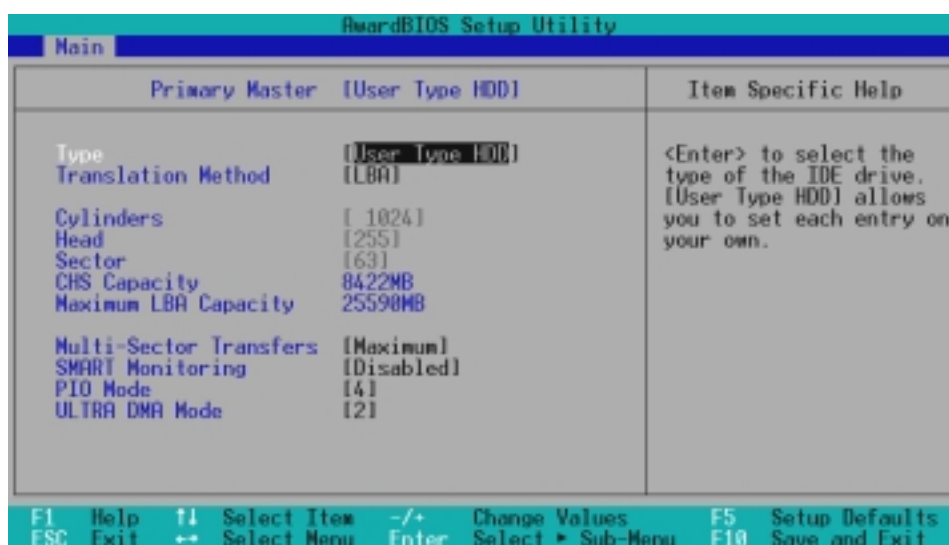 AwardBIOS Setup Utility
Main
Primary Master [User Type HDD]
Item Specific Help
Type [User Type HDD]
Translation Method [LBA]
Cylinders [ 1024]
Head [255]
Sector [63]
CHS Capacity 8422MB
Maximum LBA Capacity 25590MB
Multi-Sector Transfers [Maximum]
SMART Monitoring [Disabled]
PIO Mode [4]
ULTRA DMA Mode [2]
<Enter> to select the
type of the IDE drive.
[User Type HDD] allows
you to set each entry on
your own.
F1 Help ↑↓ Select Item -/+ Change Values F5 Setup Defaults
ESC Exit ↔ Select Menu Enter Select ► Sub-Menu F10 Save and Exit